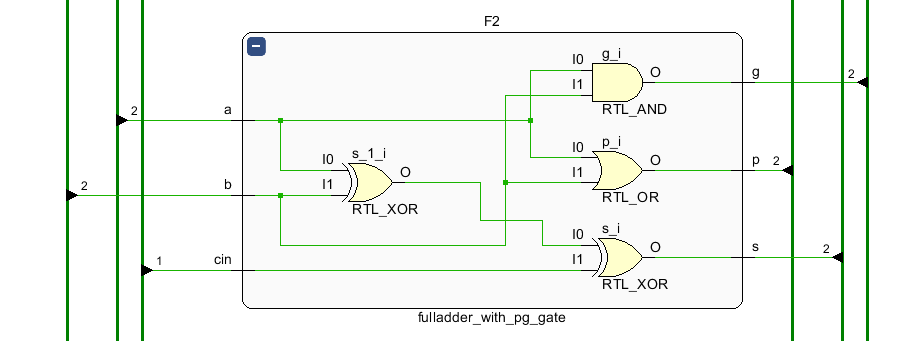 F2
I0
g_i
O
g
2
I1
RTL_AND
2
a
I0
p_i
O
p
2
I0
s_1_i
O
I1
RTL_OR
2
b
I1
RTL_XOR
I0
s_i
O
s
2
1
cin
I1
RTL_XOR
fulladder_with_pg_gate